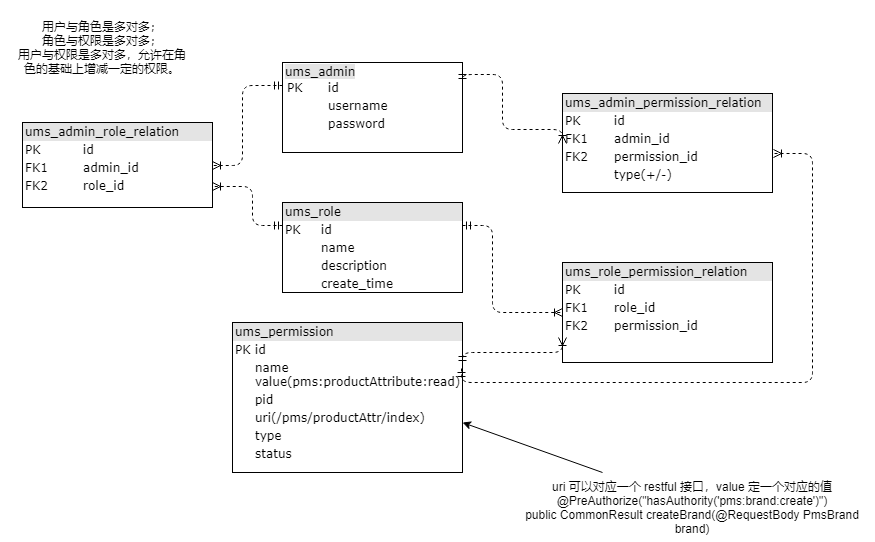 用户与角色是多对多；
角色与权限是多对多；
用户与权限是多对多，允许在角
色的基础上增减一定的权限。
ums_admin
PK id
username
password
ums_admin_permission_relation
PK id
FK1 admin_id
FK2 permission_id
type(+/-)
ums_admin_role_relation
PK id
FK1 admin_id
FK2 role_id
ums_role
PK id
name
description
create_time
ums_role_permission_relation
PK id
FK1 role_id
FK2 permission_id
ums_permission
PK id
name
value(pms:productAttribute:read)
pid
uri(/pms/productAttr/index)
type
status
uri 可以对应一个 restful 接口，value 定一个对应的值
@PreAuthorize("hasAuthority('pms:brand:create')")
public CommonResult createBrand(@RequestBody PmsBrand
brand)